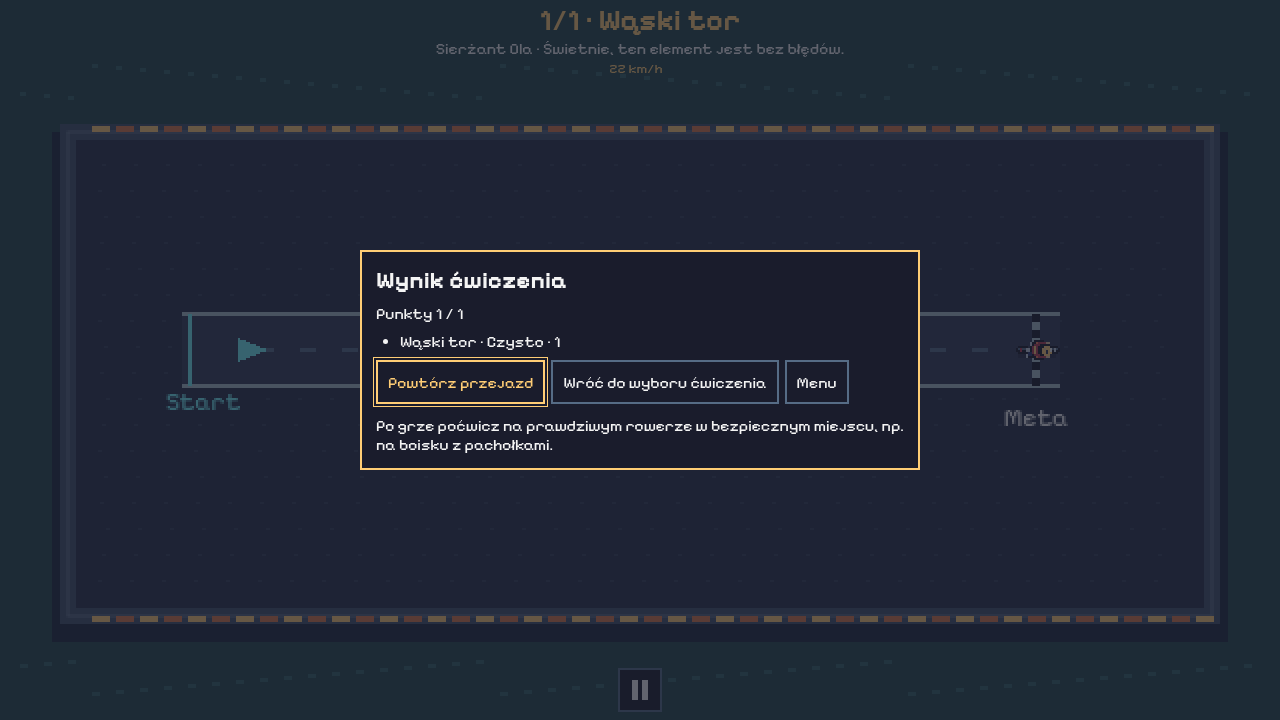 1/1 · Wąski tor
Sierżant Ola · Świetnie, ten element jest bez błędów.
22 km/h
Wynik ćwiczenia
Punkty 1 / 1
• Wąski tor · Czysto · 1
Powtórz przejazd
Wróć do wyboru ćwiczenia
Menu
Po grze poćwicz na prawdziwym rowerze w bezpiecznym miejscu, np.
na boisku z pachołkami.
Start
Meta